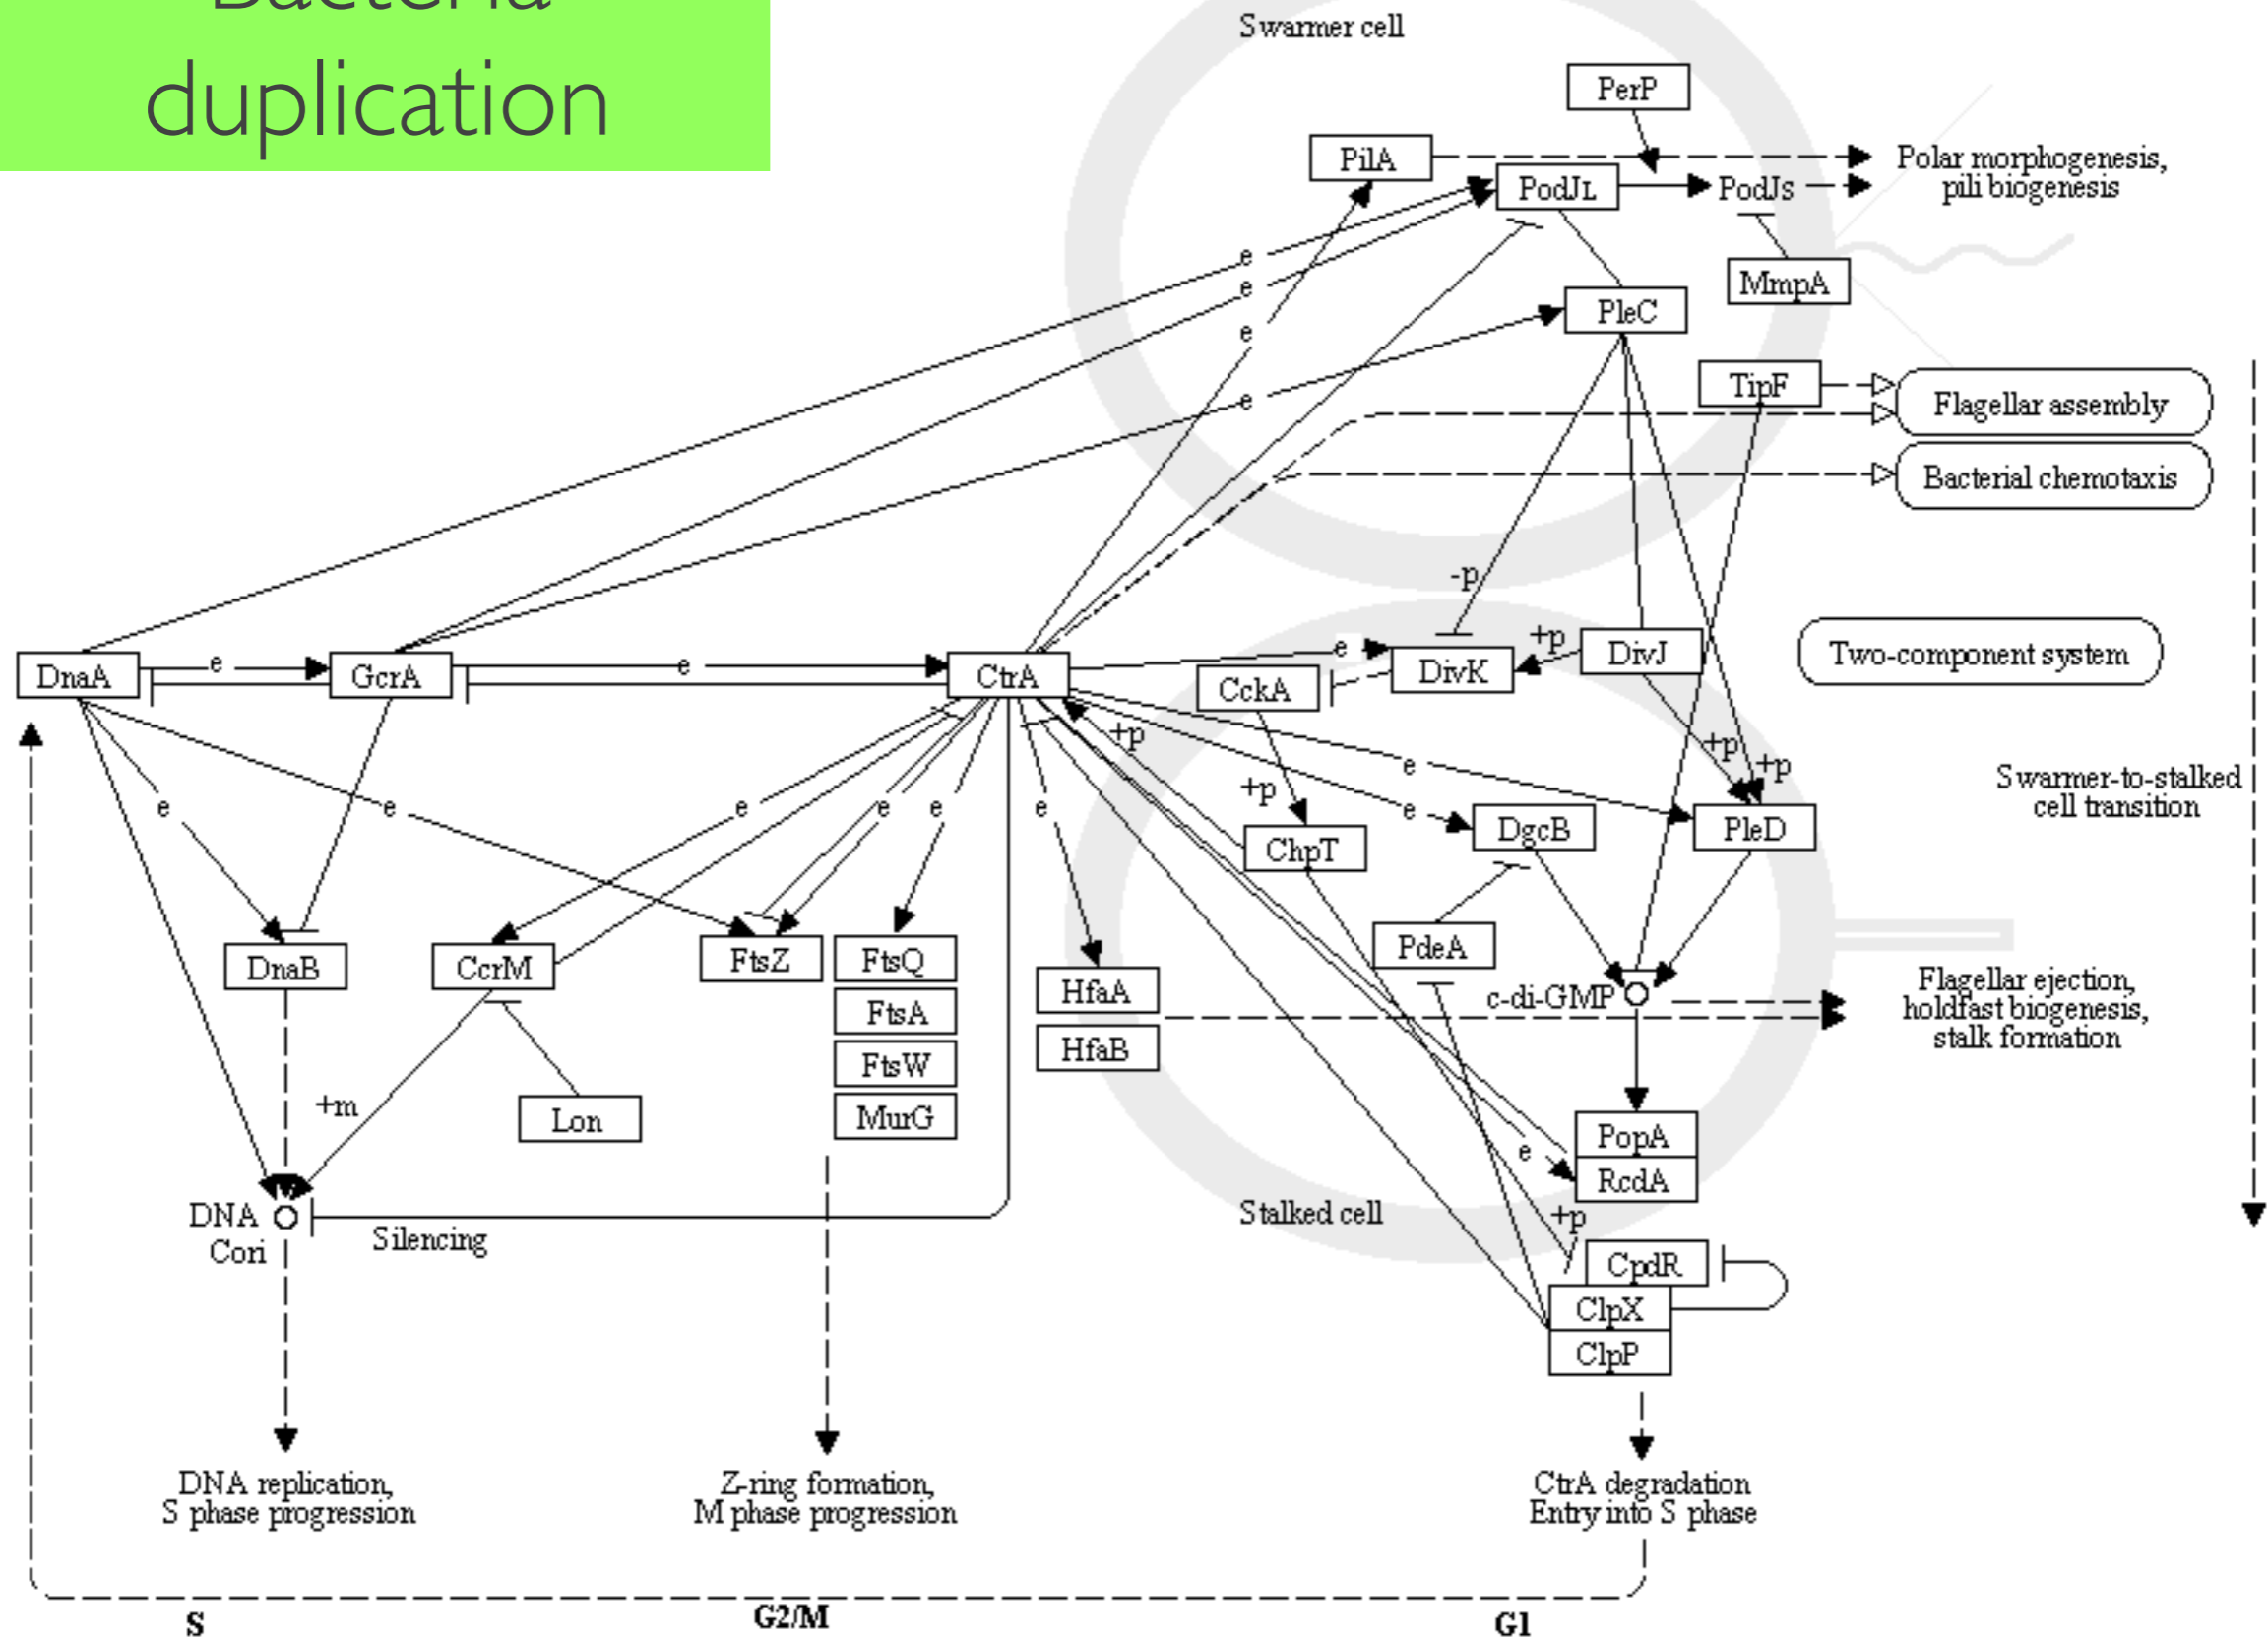 Bacteria
duplication
Swarmer cell
PerP
PilA
Polar morphogenesis,
pili biogenesis
PodJL
PodJs
e
e
MmpA
PleC
e
TipF
e
Flagellar assembly
Bacterial chemotaxis
-p
DnaA
e
GcrA
e
CtrA
e
CckA
DivK
+p
DivJ
Two-component system
+p
+p
+p
e
Swarmer-to-stalked
cell transition
e
e
e
e
e
e
+p
e
ChpT
DgcB
PleD
DnaB
CcrM
FtsZ
FtsQ
FtsA
FtsW
MurG
HfaA
HfaB
PdeA
c-di-GMP
Flagellar ejection,
holdfast biogenesis,
stalk formation
+m
Lon
PopA
RcdA
e
Stalked cell
+p
DNA
Cori
Silencing
CpdR
ClpX
ClpP
DNA replication,
S phase progression
Z-ring formation,
M phase progression
CtrA degradation
Entry into S phase
S
G2/M
G1